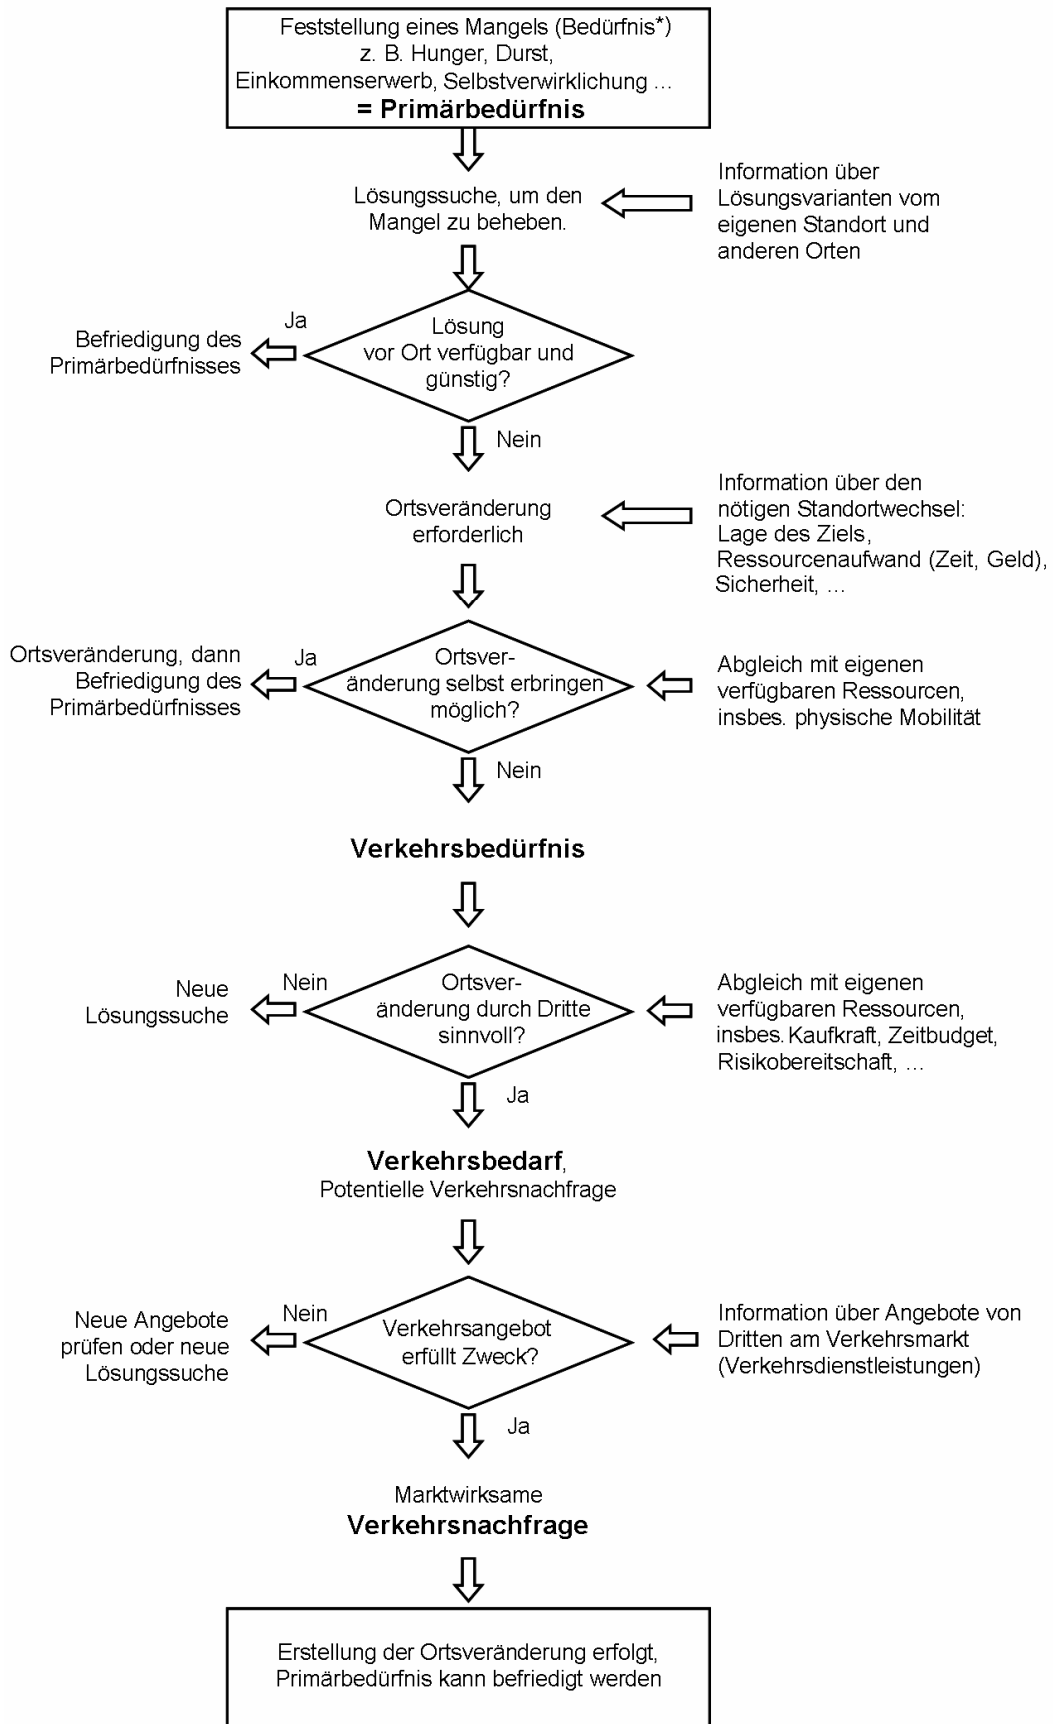 Feststellung eines Mangels (Bedürfnis*)
z. B. Hunger, Durst,
Einkommenserwerb, Selbstverwirklichung ...
= Primärbedürfnis
Lösungssuche, um den
Mangel zu beheben.
Information über
Lösungsvarianten vom
eigenen Standort und
anderen Orten
Lösung
vor Ort verfügbar und
günstig?
Ja
Befriedigung des
Primärbedürfnisses
Nein
Ortsveränderung
erforderlich
Information über den
nötigen Standortwechsel:
Lage des Ziels,
Ressourcenaufwand (Zeit, Geld),
Sicherheit, ...
Ortsver-
änderung selbst erbringen
möglich?
Ja
Ortsveränderung, dann
Befriedigung des
Primärbedürfnisses
Abgleich mit eigenen
verfügbaren Ressourcen,
insbes. physische Mobilität
Nein
Verkehrsbedürfnis
Ortsver-
änderung durch Dritte
sinnvoll?
Nein
Neue
Lösungssuche
Abgleich mit eigenen
verfügbaren Ressourcen,
insbes. Kaufkraft, Zeitbudget,
Risikobereitschaft, ...
Ja
Verkehrsbedarf,
Potentielle Verkehrsnachfrage
Verkehrsangebot
erfüllt Zweck?
Nein
Neue Angebote
prüfen oder neue
Lösungssuche
Information über Angebote von
Dritten am Verkehrsmarkt
(Verkehrsdienstleistungen)
Ja
Marktwirksame
Verkehrsnachfrage
Erstellung der Ortsveränderung erfolgt,
Primärbedürfnis kann befriedigt werden